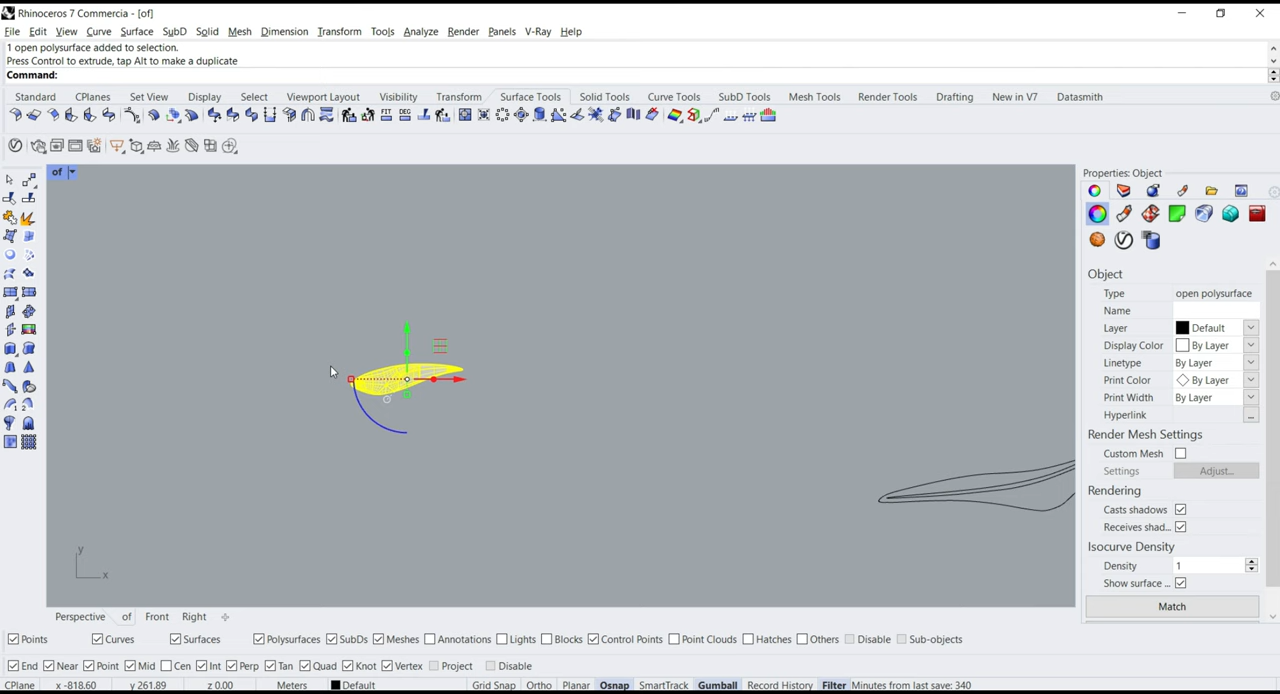 Rhinoceros 7 Commercia - [of]
File Edit View Curve Surface SubD Solid Mesh Dimension Transform Tools Analyze Render Panels V-Ray Help
1 open polysurface added to selection.
Press Control to extrude, tap Alt to make a duplicate
Command:
Standard CPlanes Set View Display Select Viewport Layout Visibility Transform Surface Tools Solid Tools Curve Tools SubD Tools Mesh Tools Render Tools Drafting New in V7 Datasmith
of
Properties: Object
Object
Type open polysurface
Name
Layer Default
Display Color By Layer
Linetype By Layer
Print Color By Layer
Print Width By Layer
Hyperlink ...
Render Mesh Settings
Custom Mesh
Settings Adjust...
Rendering
Casts shadows
Receives shad...
Isocurve Density
Density 1
Show surface ...
Match
y
x
Perspective of Front Right
Points Curves Surfaces Polysurfaces SubDs Meshes Annotations Lights Blocks Control Points Point Clouds Hatches Others Disable Sub-objects
End Near Point Mid Cen Int Perp Tan Quad Knot Vertex Project Disable
CPlane x -818.60 y 261.89 z 0.00 Meters Default Grid Snap Ortho Planar Osnap SmartTrack Gumball Record History Filter Minutes from last save: 340